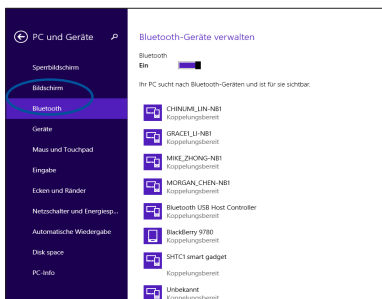 PC und Geräte
Sperrbildschirm
Bildschirm
Bluetooth
Geräte
Maus und Touchpad
Eingabe
Ecken und Ränder
Netzschalter und Energiesp...
Automatische Wiedergabe
Disk space
PC-Info
Bluetooth-Geräte verwalten
Bluetooth
Ein
Ihr PC sucht nach Bluetooth-Geräten und ist für sie sichtbar.
CHINUMI_LIN-NB1
Koppelungsbereit
GRACE1_LI-NB1
Koppelungsbereit
MIKE_ZHONG-NB1
Koppelungsbereit
MORGAN_CHEN-NB1
Koppelungsbereit
Bluetooth USB Host Controller
Koppelungsbereit
BlackBerry 9780
Koppelungsbereit
SHTC1 smart gadget
Koppelungsbereit
Unbekannt
Koppelungsbereit